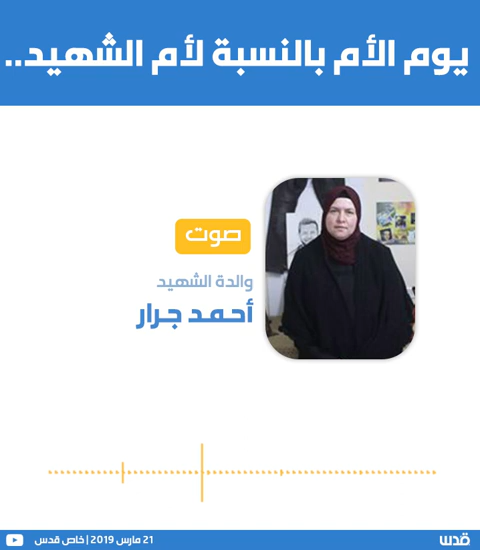 يوم الأم بالنسبة لأم الشهيد..
صوت
والدة الشهيد
أحمد جرار
21 مارس 2019 | خاص قدس
قدس